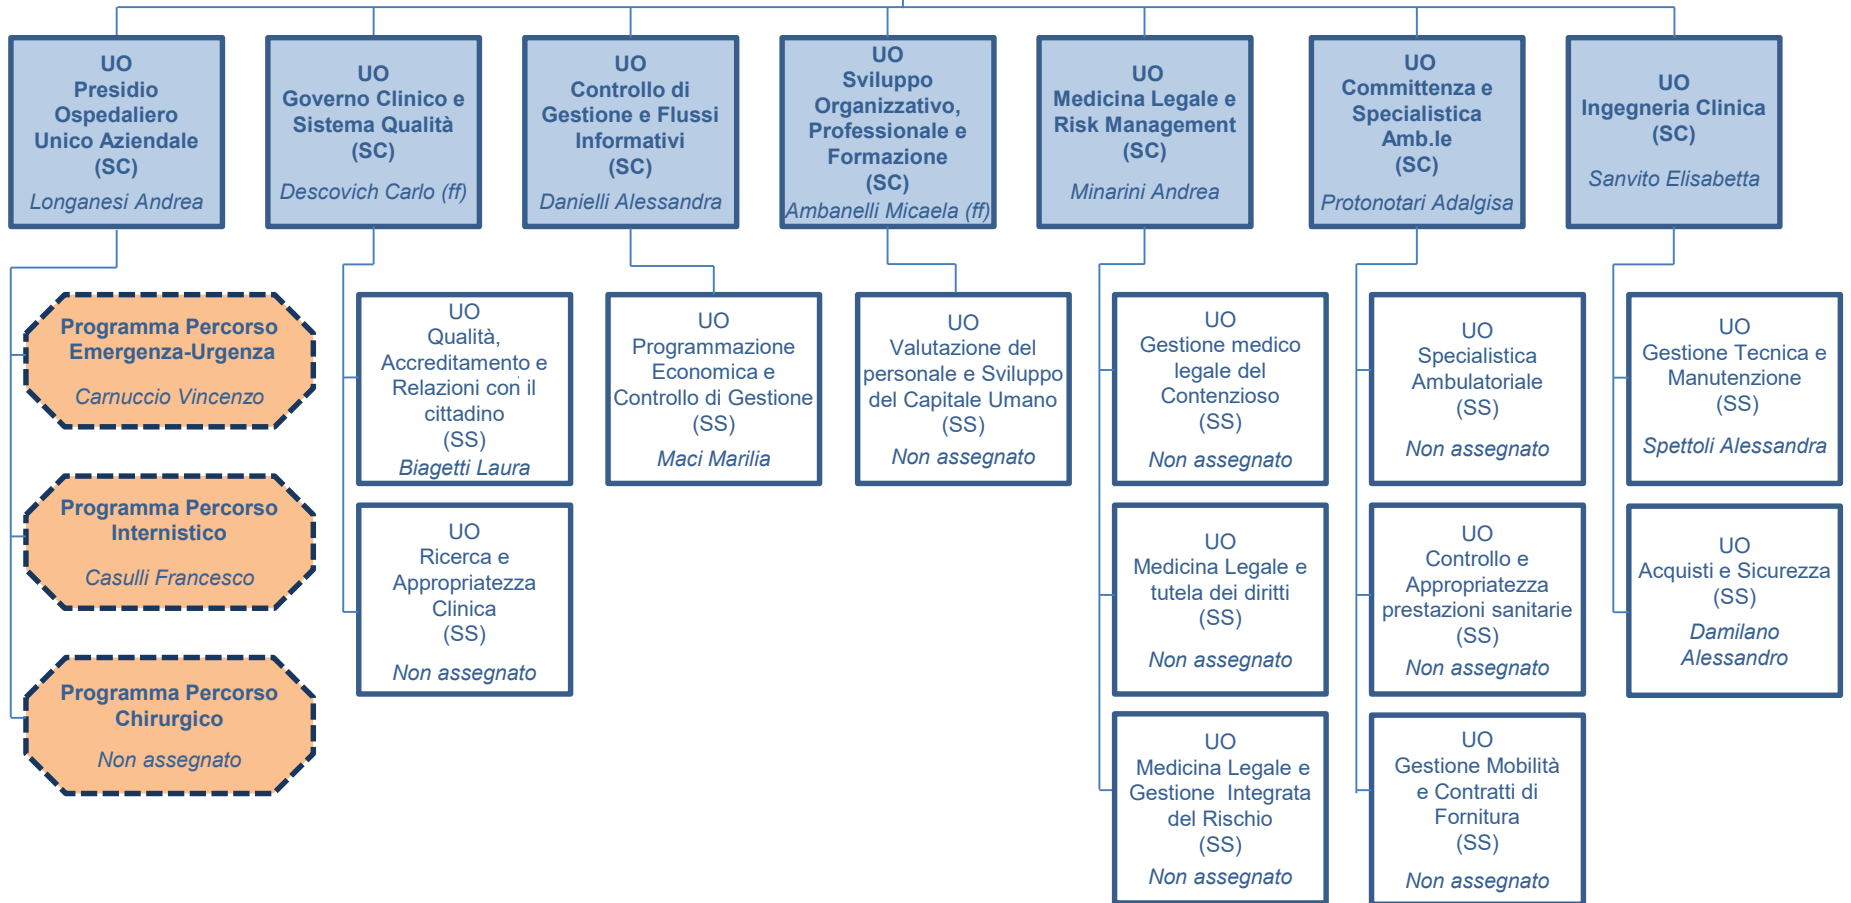 UO
Presidio
Ospedaliero
Unico Aziendale
(SC)
Longanesi Andrea
UO
Governo Clinico e
Sistema Qualità
(SC)
Descovich Carlo (ff)
UO
Controllo di
Gestione e Flussi
Informativi
(SC)
Danielli Alessandra
UO
Sviluppo
Organizzativo,
Professionale e
Formazione
(SC)
Ambanelli Micaela (ff)
UO
Medicina Legale e
Risk Management
(SC)
Minarini Andrea
UO
Committenza e
Specialistica
Amb.le
(SC)
Protonotari Adalgisa
UO
Ingegneria Clinica
(SC)
Sanvito Elisabetta
Programma Percorso
Emergenza-Urgenza
Carnuccio Vincenzo
Programma Percorso
Internistico
Casulli Francesco
Programma Percorso
Chirurgico
Non assegnato
UO
Qualità,
Accreditamento e
Relazioni con il
cittadino
(SS)
Biagetti Laura
UO
Ricerca e
Appropriatezza
Clinica
(SS)
Non assegnato
UO
Programmazione
Economica e
Controllo di Gestione
(SS)
Maci Marilia
UO
Valutazione del
personale e Sviluppo
del Capitale Umano
(SS)
Non assegnato
UO
Gestione medico
legale del
Contenzioso
(SS)
Non assegnato
UO
Medicina Legale e
tutela dei diritti
(SS)
Non assegnato
UO
Medicina Legale e
Gestione Integrata
del Rischio
(SS)
Non assegnato
UO
Specialistica
Ambulatoriale
(SS)
Non assegnato
UO
Controllo e
Appropriatezza
prestazioni sanitarie
(SS)
Non assegnato
UO
Gestione Mobilità
e Contratti di
Fornitura
(SS)
Non assegnato
UO
Gestione Tecnica e
Manutenzione
(SS)
Spettoli Alessandra
UO
Acquisti e Sicurezza
(SS)
Damilano
Alessandro